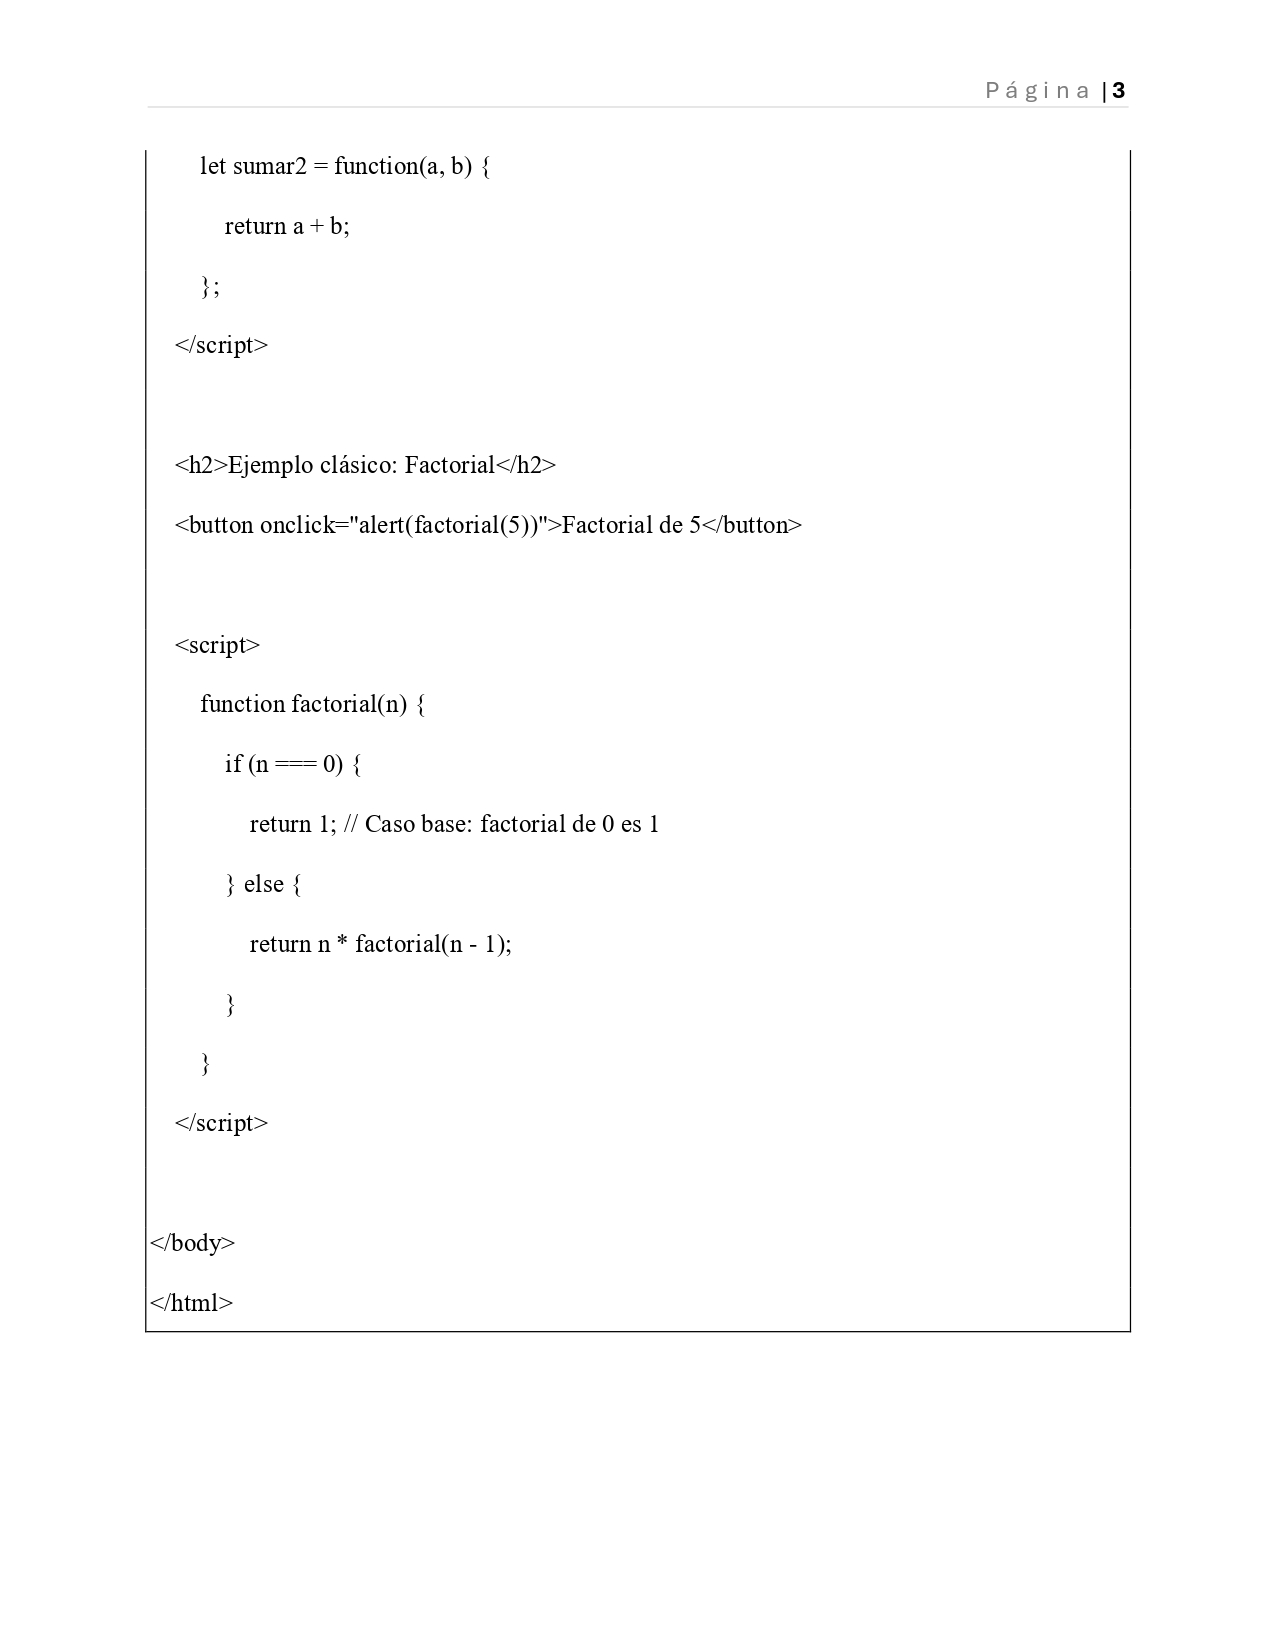 Página | 3
let sumar2 = function(a, b) {
return a + b;
};
</script>
<h2>Ejemplo clásico: Factorial</h2>
<button onclick="alert(factorial(5))">Factorial de 5</button>
<script>
function factorial(n) {
if (n === 0) {
return 1; // Caso base: factorial de 0 es 1
} else {
return n * factorial(n - 1);
}
}
</script>
</body>
</html>